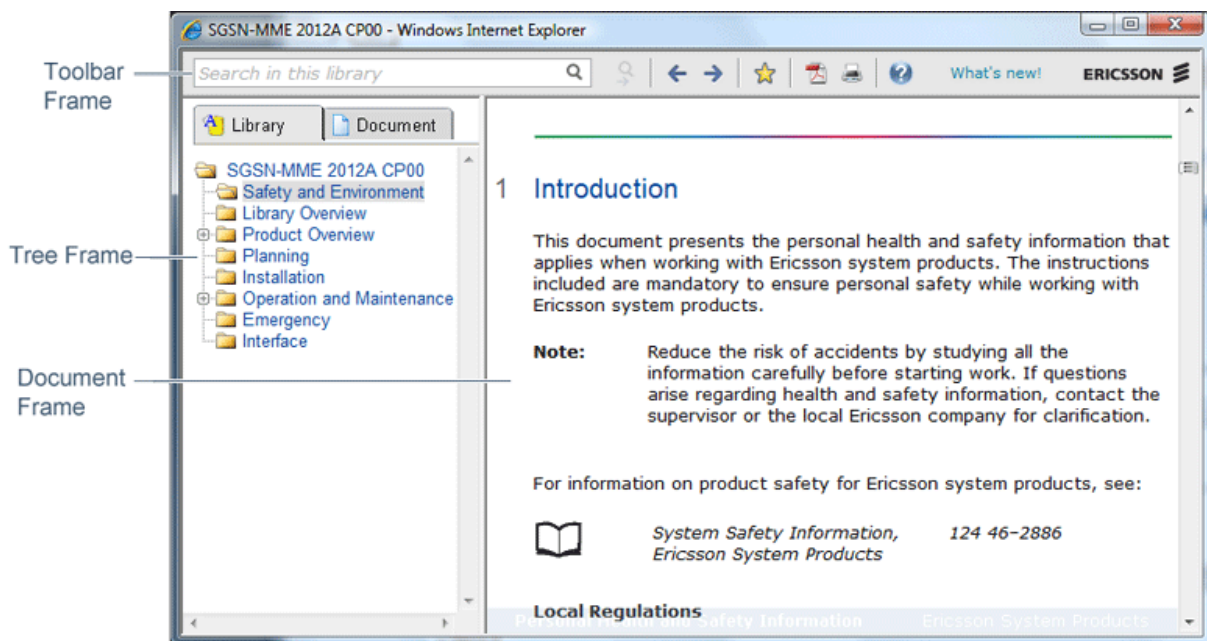 SGSN-MME 2012A CP00 - Windows Internet Explorer
Toolbar
Frame
Search in this library
What's new!
ERICSSON
Library
Document
SGSN-MME 2012A CP00
Safety and Environment
Library Overview
Product Overview
Planning
Installation
Operation and Maintenance
Emergency
Interface
Tree Frame
Document
Frame
1 Introduction
This document presents the personal health and safety information that
applies when working with Ericsson system products. The instructions
included are mandatory to ensure personal safety while working with
Ericsson system products.
Note: Reduce the risk of accidents by studying all the
information carefully before starting work. If questions
arise regarding health and safety information, contact the
supervisor or the local Ericsson company for clarification.
For information on product safety for Ericsson system products, see:
System Safety Information, 124 46-2886
Ericsson System Products
Local Regulations
Personal Health and Safety Information Ericsson System Products